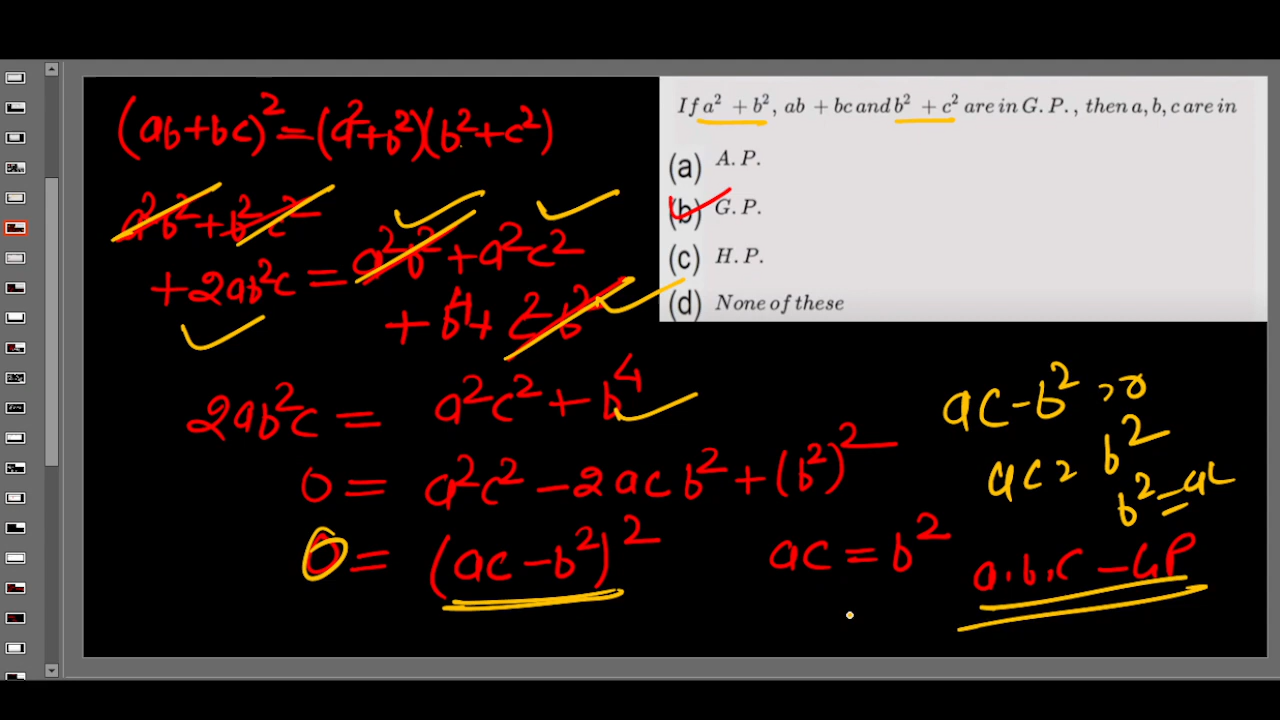 (ab+bc)² = (a²+b²)(b²+c²)
a²b² + b²c²
+ 2ab²c = a²b² + a²c²
+ b⁴ + c²b²
2ab²c = a²c² + b⁴
0 = a²c² - 2acb² + (b²)²
0 = (ac - b²)²
ac = b²
If a² + b², ab + bc and b² + c² are in G.P., then a, b, c are in
(a) A.P.
(b) G.P.
(c) H.P.
(d) None of these
ac - b² = 0
ac = b²
b² = ac
a, b, c - GP